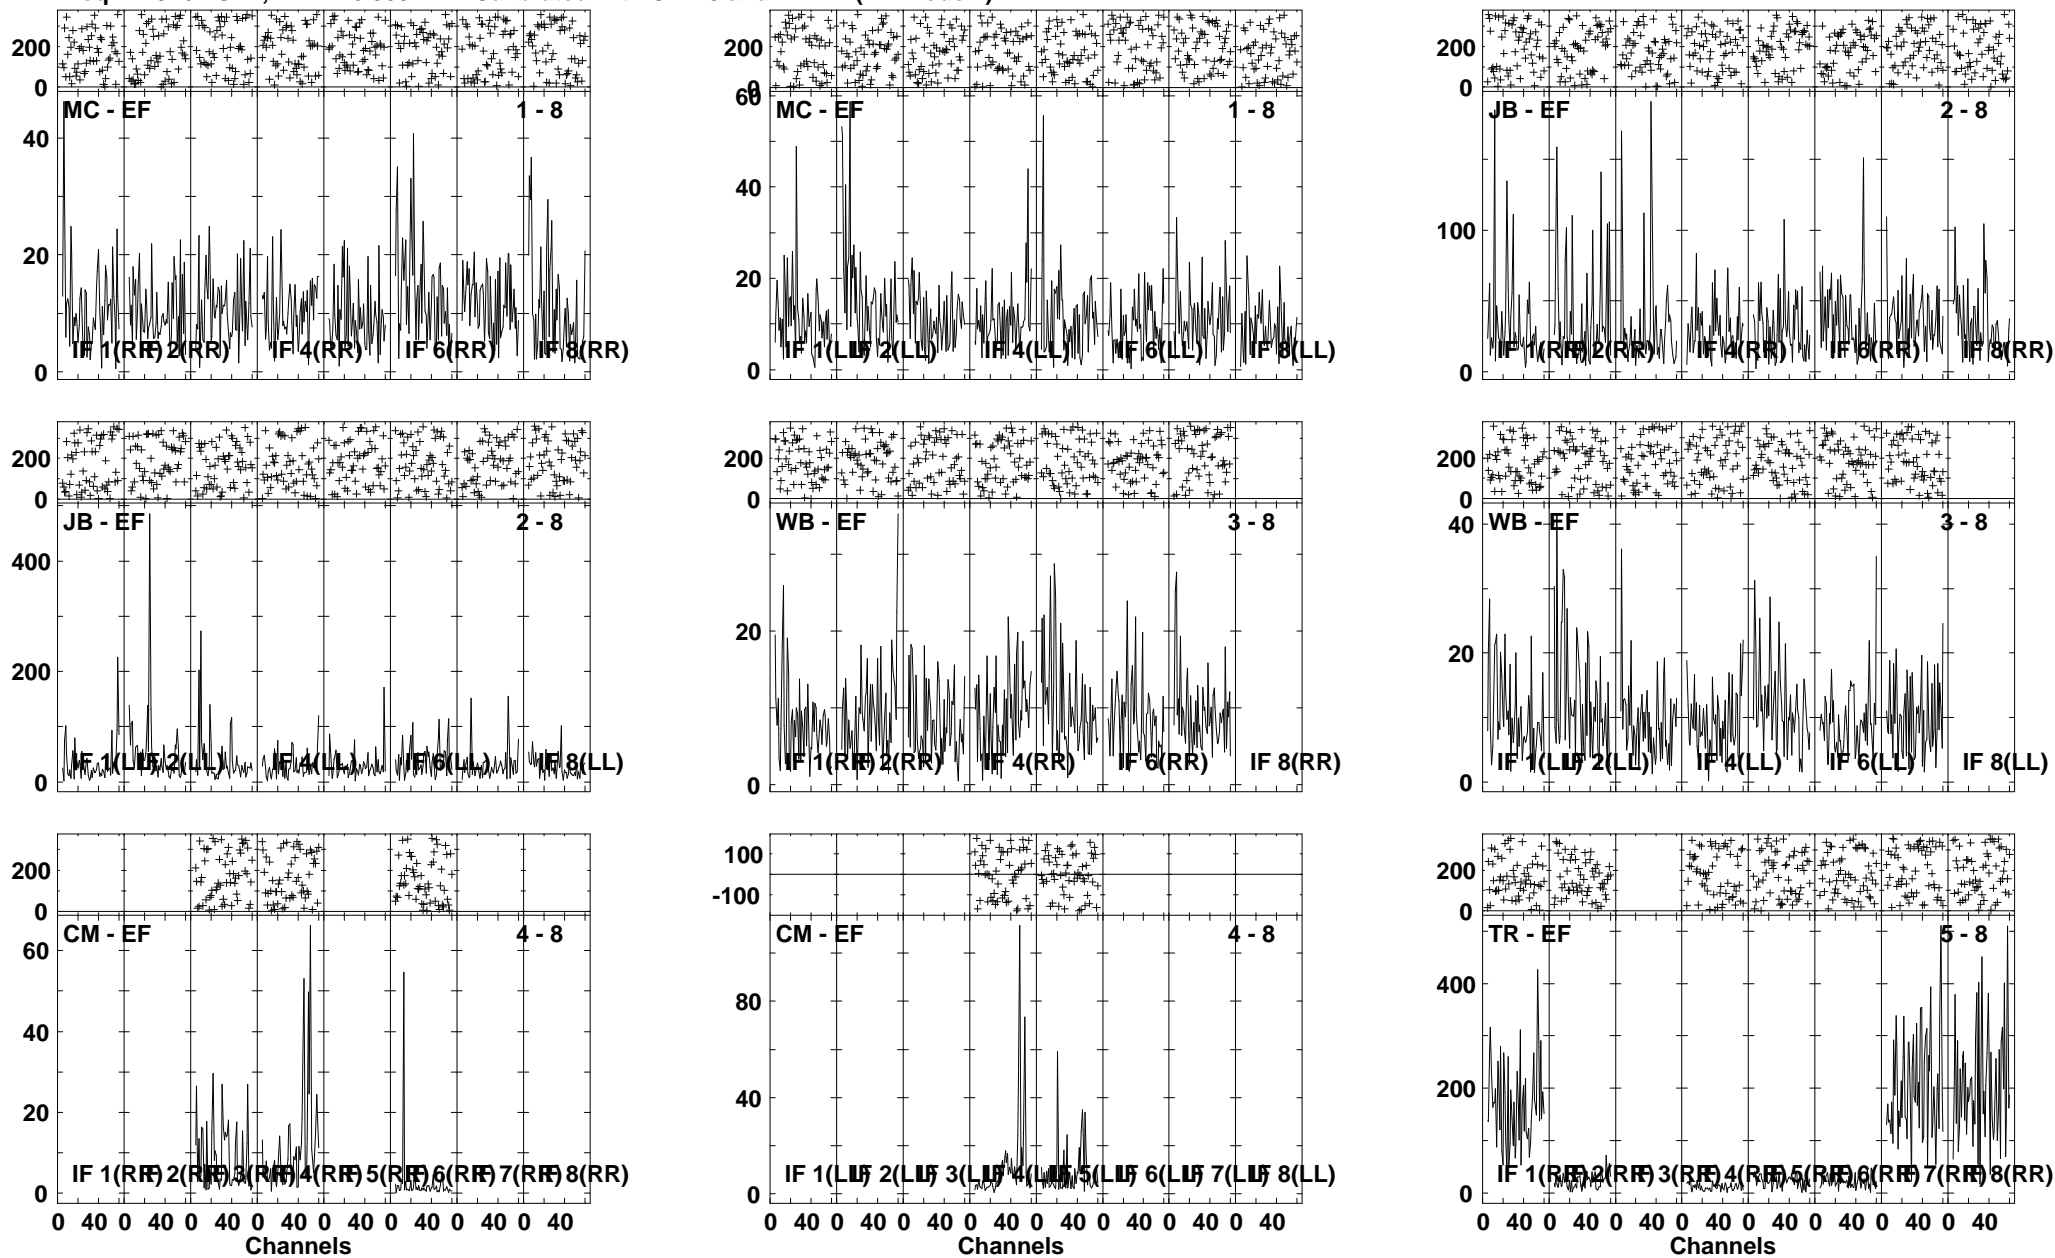 200 200 200
0 0 0
MC - EF 1 - 8 60 MC - EF 1 - 8 JB - EF 2 - 8
40 40 100
20 20
IF 1(RR) IF 2(RR) IF 4(RR) IF 6(RR) IF 8(RR) IF 1(LL) IF 2(LL) IF 4(LL) IF 6(LL) IF 8(LL) IF 1(RR) IF 2(RR) IF 4(RR) IF 6(RR) IF 8(RR)
0 0 0
200 200 200
0 0 0
JB - EF 2 - 8 WB - EF 3 - 8 40 WB - EF 3 - 8
400 20 20
200
IF 1(LL) IF 2(LL) IF 4(LL) IF 6(LL) IF 8(LL) IF 1(RR) IF 2(RR) IF 4(RR) IF 6(RR) IF 8(RR) IF 1(LL) IF 2(LL) IF 4(LL) IF 6(LL) IF 8(LL)
0 0 0
200 100 200
0 -100 0
CM - EF 4 - 8 CM - EF 4 - 8 TR - EF 5 - 8
60 80 400
40 40 200
20
IF 1(RR) IF 2(RR) IF 3(RR) IF 4(RR) IF 5(RR) IF 6(RR) IF 7(RR) IF 8(RR) IF 1(LL) IF 2(LL) IF 3(LL) IF 4(LL) IF 5(LL) IF 6(LL) IF 7(LL) IF 8(LL) IF 1(RR) IF 2(RR) IF 3(RR) IF 4(RR) IF 5(RR) IF 6(RR) IF 7(RR) IF 8(RR)
0 0 0
0 40 0 40 0 40 0 40 0 40 0 40 0 40 0 40 0 40 0 40 0 40 0 40 0 40 0 40 0 40 0 40 0 40 0 40 0 40 0 40 0 40 0 40 0 40 0 40
Channels Channels